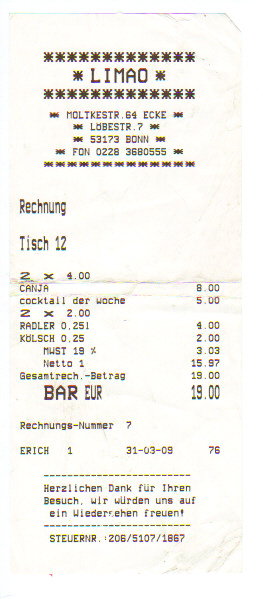 *************
* LIMAO *
*************
* MOLTKESTR.64 ECKE *
* LÖBESTR.7 *
* 53173 BONN *
* FON 0228 3680555 *
*************
Rechnung
Tisch 12
2 x 4.00
CANJA 8.00
cocktail der woche 5.00
2 x 2.00
RADLER 0,25l 4.00
KÖLSCH 0,25 2.00
MWST 19 % 3.03
Netto 1 15.97
Gesamtrech.-Betrag 19.00
BAR EUR 19.00
Rechnungs-Nummer 7
ERICH 1 31-03-09 76
--------------------
Herzlichen Dank für Ihren
Besuch, wir würden uns auf
ein Wiedersehen freuen!
--------------------
STEUERNR.:206/5107/1867